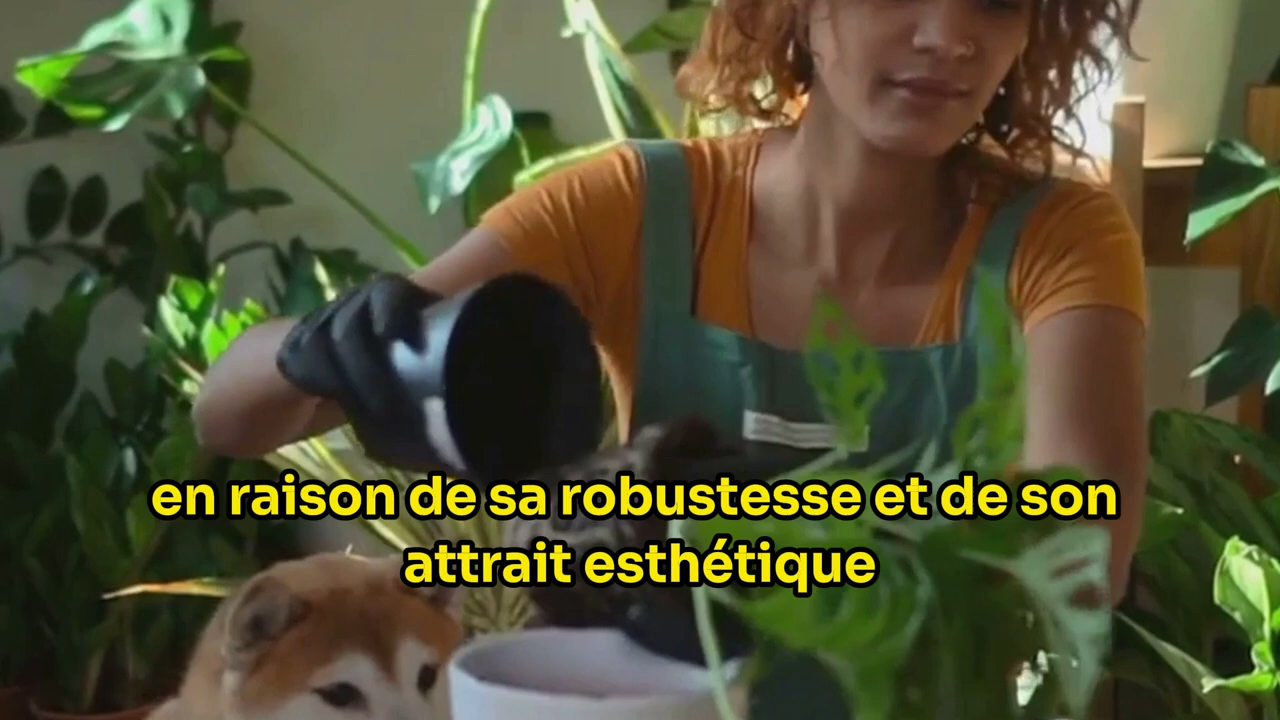 en raison de sa robustesse et de son
attrait esthétique